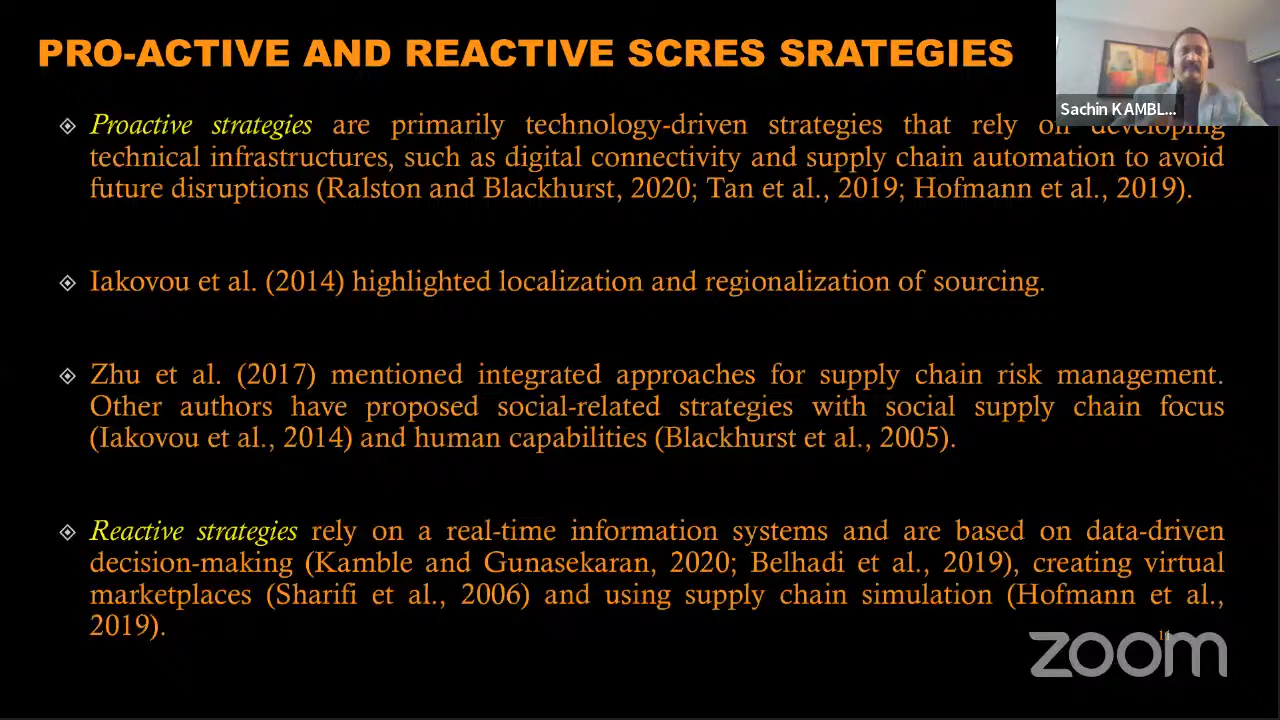 PRO-ACTIVE AND REACTIVE SCRES SRATEGIES
Sachin KAMBL...
Proactive strategies are primarily technology-driven strategies that rely on developing
technical infrastructures, such as digital connectivity and supply chain automation to avoid
future disruptions (Ralston and Blackhurst, 2020; Tan et al., 2019; Hofmann et al., 2019).
Iakovou et al. (2014) highlighted localization and regionalization of sourcing.
Zhu et al. (2017) mentioned integrated approaches for supply chain risk management.
Other authors have proposed social-related strategies with social supply chain focus
(Iakovou et al., 2014) and human capabilities (Blackhurst et al., 2005).
Reactive strategies rely on a real-time information systems and are based on data-driven
decision-making (Kamble and Gunasekaran, 2020; Belhadi et al., 2019), creating virtual
marketplaces (Sharifi et al., 2006) and using supply chain simulation (Hofmann et al.,
2019).
11
zoom